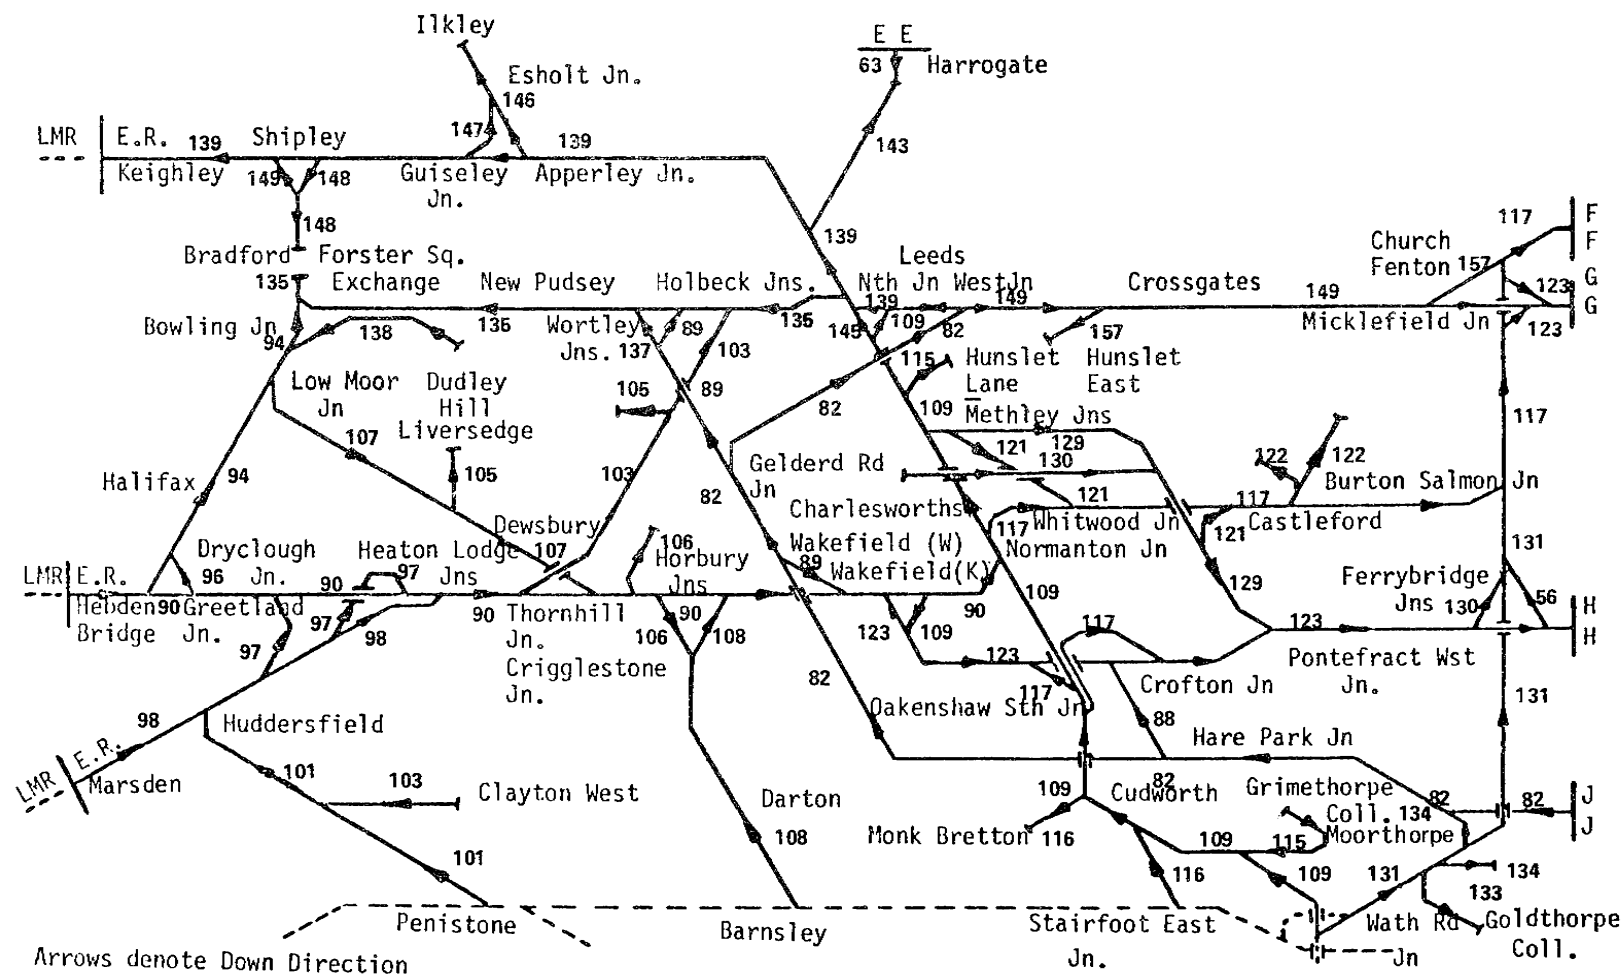 Ilkley
E E
63 Harrogate
Esholt Jn.
146
147
143
LMR E.R. 139 Shipley 139
Keighley 149 148 Guiseley Apperley Jn.
Jn.
148
139
117 F
F
Church
Fenton 157
Leeds
Bradford Forster Sq.
135 Exchange New Pudsey Holbeck Jns. Nth Jn West Jn Crossgates
G
123 G
139 149 149
Bowling Jn 138 135 Wortley 89 135 145 109 82 157 Micklefield Jn 123
94 Jns. 137 103
115 Hunslet Hunslet
Lane East
Low Moor Dudley 105 89
Jn Hill
Liversedge
82 109 Methley Jns
117
107 121 129
130
105 103 Gelderd Rd 122 122
Jn
Halifax 94 82 121 Burton Salmon Jn
Charlesworths 117
Dewsbury 117 Whitwood Jn 121 Castleford
107 106 Wakefield (W) Normanton Jn
Dryclough Heaton Lodge Horbury 89 Wakefield(K)
Jn. Jns Jns
131
LMR E.R. 96 90 97 129 Ferrybridge
Hebden 90 Greetland 90 Thornhill 90 90 109 Jns 130 56 H
Bridge Jn. 97 98 Jn. 106 108 123 109 117 123 H
97 Crigglestone 123 Pontefract Wst
Jn. Jn.
82 117 Crofton Jn
Oakenshaw Sth Jn
131
98 Huddersfield 88
Hare Park Jn
LMR E.R.
Marsden 101 103 Clayton West Darton 109 82 Cudworth Grimethorpe 82 82 J
Coll. 134 J
Monk Bretton 116 109 115 Moorthorpe
108
101 116 109 131 134
133
Penistone Barnsley Stairfoot East Wath Rd Goldthorpe
Jn. Jn Coll.
Arrows denote Down Direction